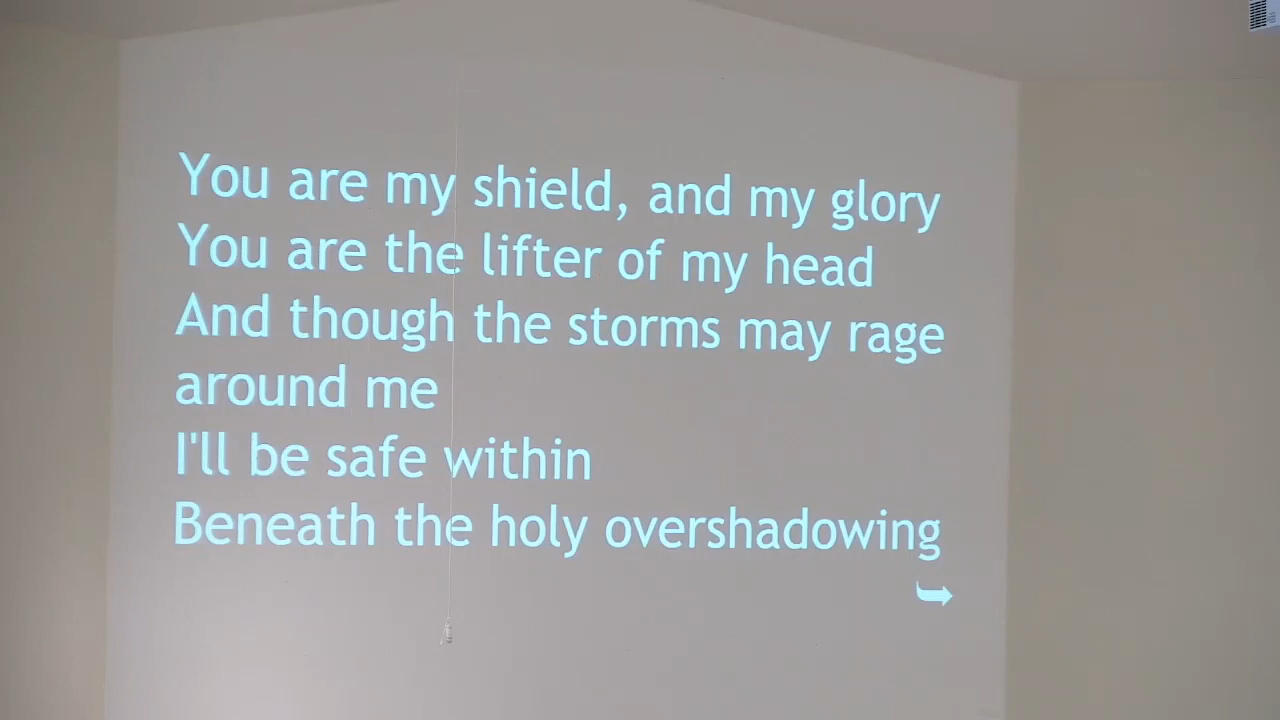 You are my shield, and my glory
You are the lifter of my head
And though the storms may rage
around me
I'll be safe within
Beneath the holy overshadowing